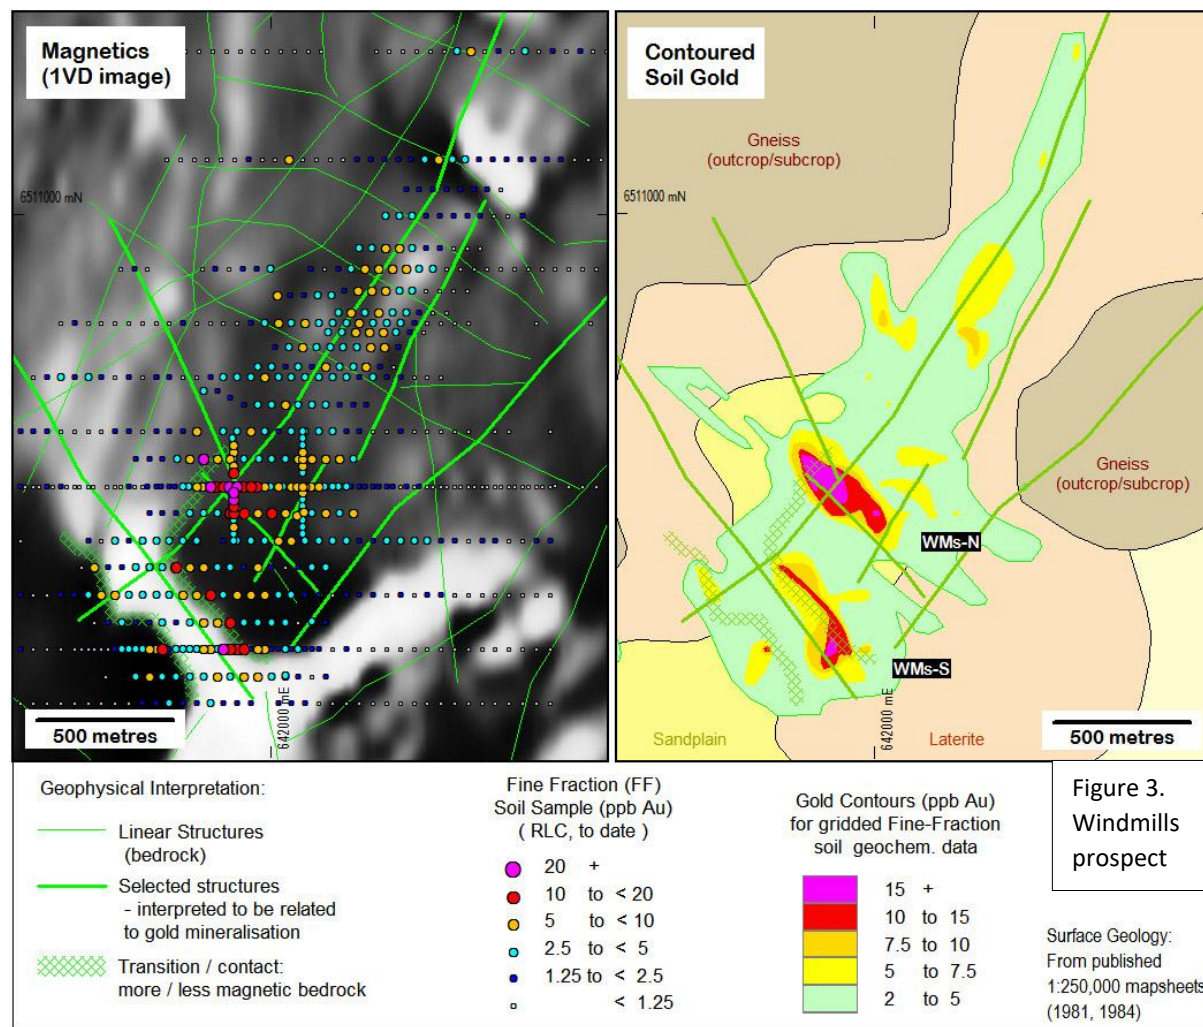 Magnetics
(1VD image)
6511000 mN
500 metres
642000 mE
Contoured
Soil Gold
Gneiss
(outcrop/subcrop)
6511000 mN
Gneiss
(outcrop/subcrop)
WMs-N
WMs-S
642000 mE
Sandplain
Laterite
500 metres
Geophysical Interpretation:
Linear Structures
(bedrock)
Selected structures
- interpreted to be related
to gold mineralisation
Transition / contact:
more / less magnetic bedrock
Fine Fraction (FF)
Soil Sample (ppb Au)
( RLC, to date )
20 +
10 to < 20
5 to < 10
2.5 to < 5
1.25 to < 2.5
< 1.25
Gold Contours (ppb Au)
for gridded Fine-Fraction
soil geochem. data
15 +
10 to 15
7.5 to 10
5 to 7.5
2 to 5
Figure 3.
Windmills
prospect
Surface Geology:
From published
1:250,000 mapsheets
(1981, 1984)